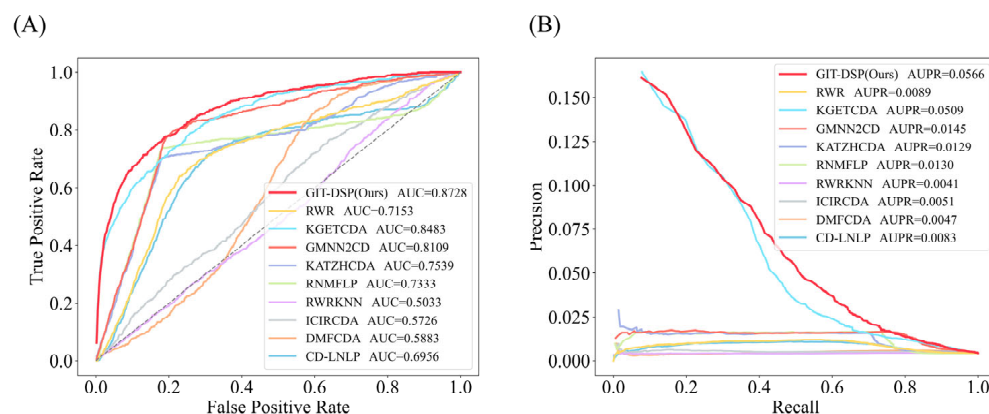 (A)
(B)
True Positive Rate
1.0
0.8
0.6
0.4
0.2
0.0
GIT-DSP(Ours) AUC=0.8728
RWR AUC=0.7153
KGETCDA AUC=0.8483
GMNN2CD AUC=0.8109
KATZHCDA AUC=0.7539
RNMFLP AUC=0.7333
RWRKNN AUC=0.5033
ICIRCDA AUC=0.5726
DMFCDA AUC=0.5883
CD-LNLP AUC=0.6956
0.0 0.2 0.4 0.6 0.8 1.0
False Positive Rate
Precision
0.150
0.125
0.100
0.075
0.050
0.025
0.000
GIT-DSP(Ours) AUPR=0.0566
RWR AUPR=0.0089
KGETCDA AUPR=0.0509
GMNN2CD AUPR=0.0145
KATZHCDA AUPR=0.0129
RNMFLP AUPR=0.0130
RWRKNN AUPR=0.0041
ICIRCDA AUPR=0.0051
DMFCDA AUPR=0.0047
CD-LNLP AUPR=0.0083
0.0 0.2 0.4 0.6 0.8 1.0
Recall